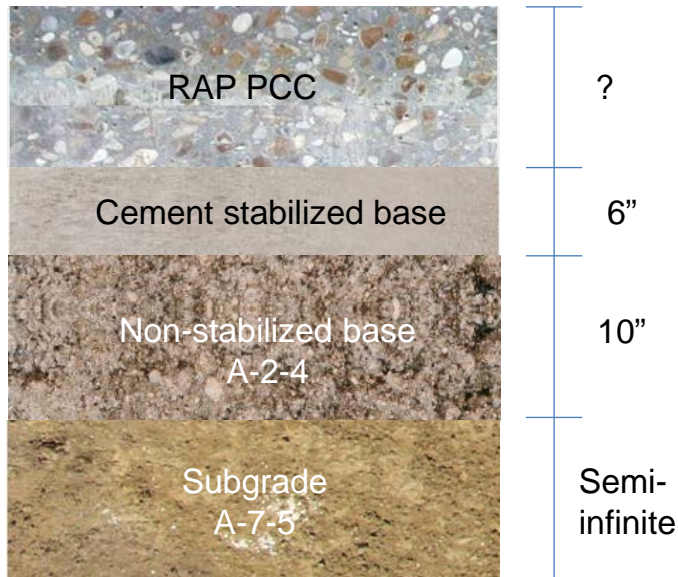 RAP PCC
?
Cement stabilized base
6”
Non-stabilized base
A-2-4
10”
Subgrade
A-7-5
Semi-
infinite